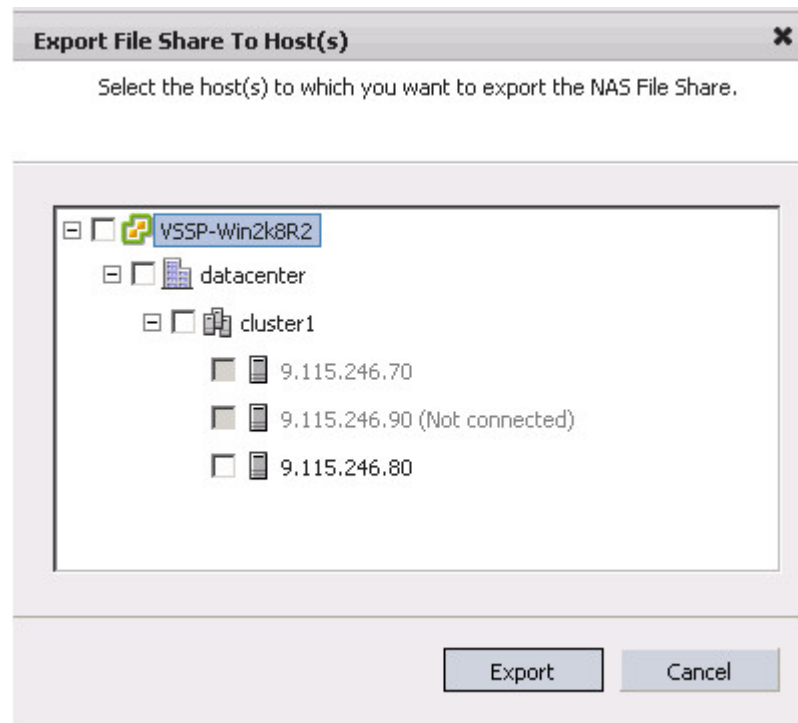 Export File Share To Host(s)
Select the host(s) to which you want to export the NAS File Share.
VSSP-Win2k8R2
datacenter
cluster1
9.115.246.70
9.115.246.90 (Not connected)
9.115.246.80
Export
Cancel